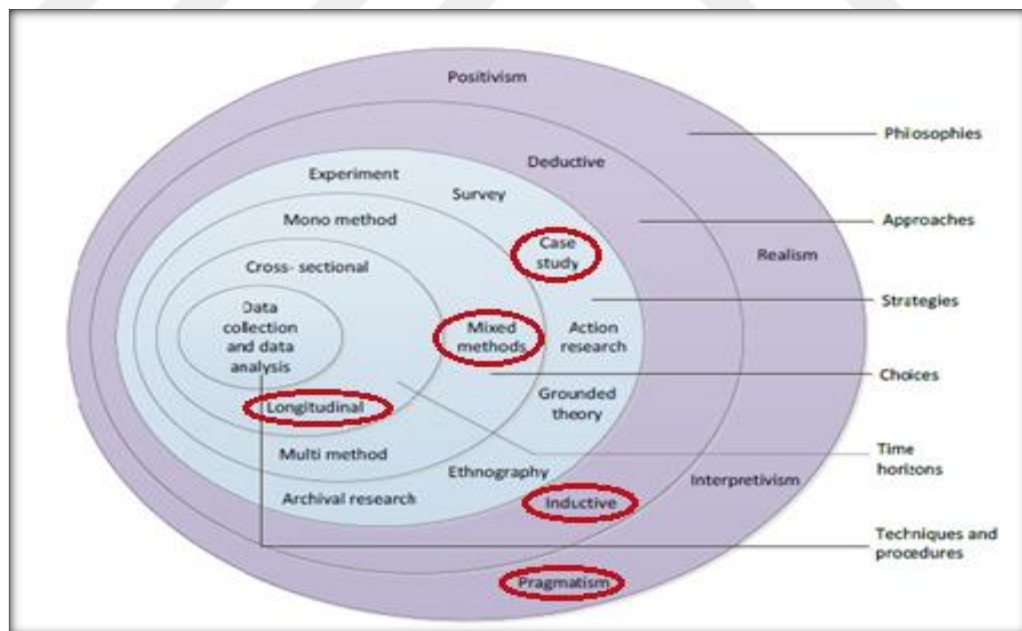 Positivism
Philosophies
Deductive
Experiment
Survey
Mono method
Approaches
Case
study
Realism
Cross- sectional
Strategies
Data
collection
and data
analysis
Mixed
methods
Action
research
Choices
Longitudinal
Grounded
theory
Multi method
Time
horizons
Ethnography
Interpretivism
Archival research
Inductive
Techniques and
procedures
Pragmatism